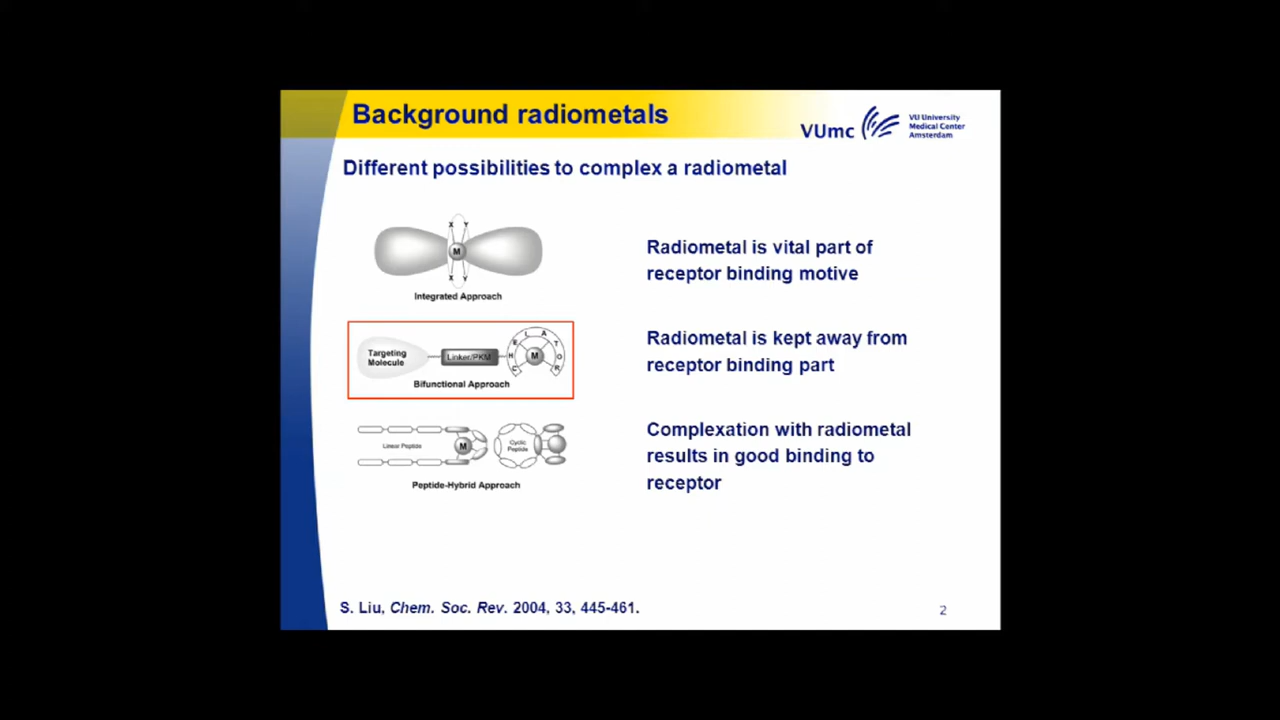 Background radiometals
VUmc
VU University
Medical Center
Amsterdam
Different possibilities to complex a radiometal
X Y
M
X Y
Integrated Approach
Radiometal is vital part of
receptor binding motive
Targeting
Molecule
Linker/PKM
C H E L A T O R
M
Bifunctional Approach
Radiometal is kept away from
receptor binding part
Linear Peptide
M
Cyclic
Peptide
Peptide-Hybrid Approach
Complexation with radiometal
results in good binding to
receptor
S. Liu, Chem. Soc. Rev. 2004, 33, 445-461.
2